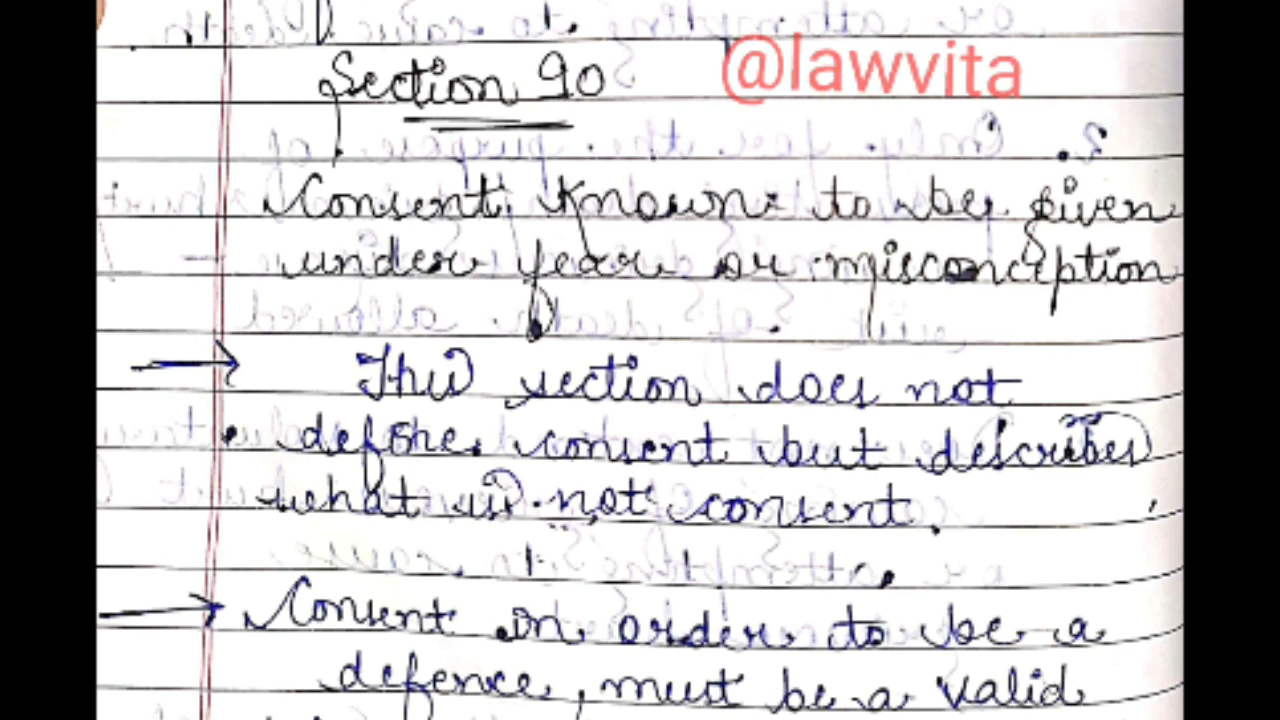 Section 90
@lawvita
Consent known to be given
under fear or misconception
→ This section does not
define consent but describes
what is not consent.
→ Consent in order to be a
defence, must be a valid